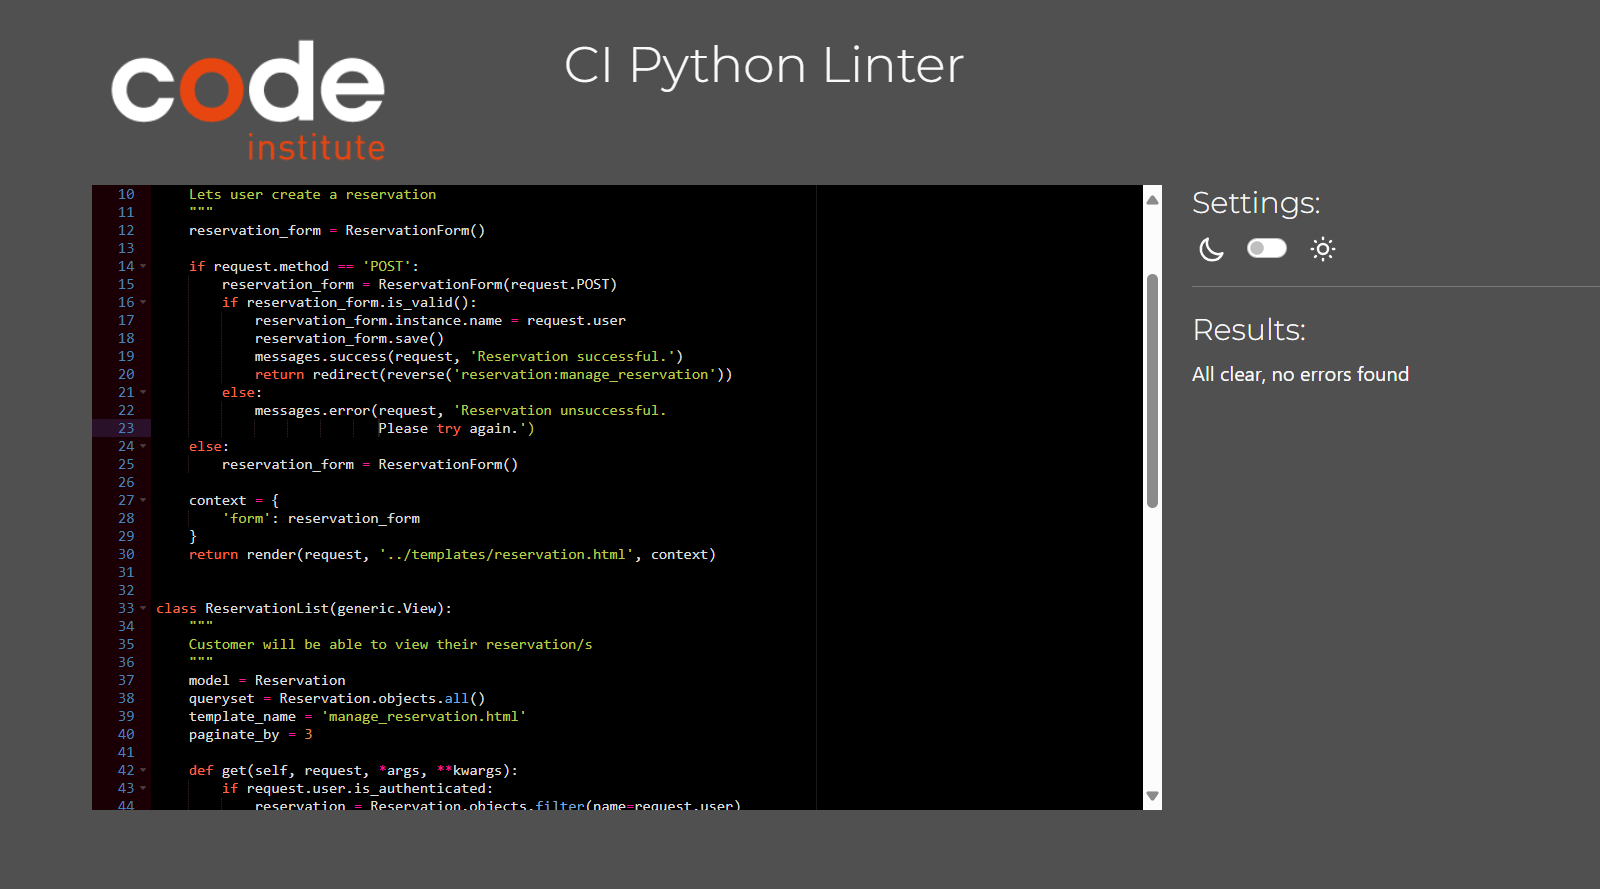 code
institute
CI Python Linter
10 Lets user create a reservation
11 """
12 reservation_form = ReservationForm()
13
14 if request.method == 'POST':
15 reservation_form = ReservationForm(request.POST)
16 if reservation_form.is_valid():
17 reservation_form.instance.name = request.user
18 reservation_form.save()
19 messages.success(request, 'Reservation successful.')
20 return redirect(reverse('reservation:manage_reservation'))
21 else:
22 messages.error(request, 'Reservation unsuccessful.
23 Please try again.')
24 else:
25 reservation_form = ReservationForm()
26
27 context = {
28 'form': reservation_form
29 }
30 return render(request, '../templates/reservation.html', context)
31
32
33 class ReservationList(generic.View):
34 """
35 Customer will be able to view their reservation/s
36 """
37 model = Reservation
38 queryset = Reservation.objects.all()
39 template_name = 'manage_reservation.html'
40 paginate_by = 3
41
42 def get(self, request, *args, **kwargs):
43 if request.user.is_authenticated:
44 reservation = Reservation.objects.filter(name=request.user)
Settings:
Results:
All clear, no errors found